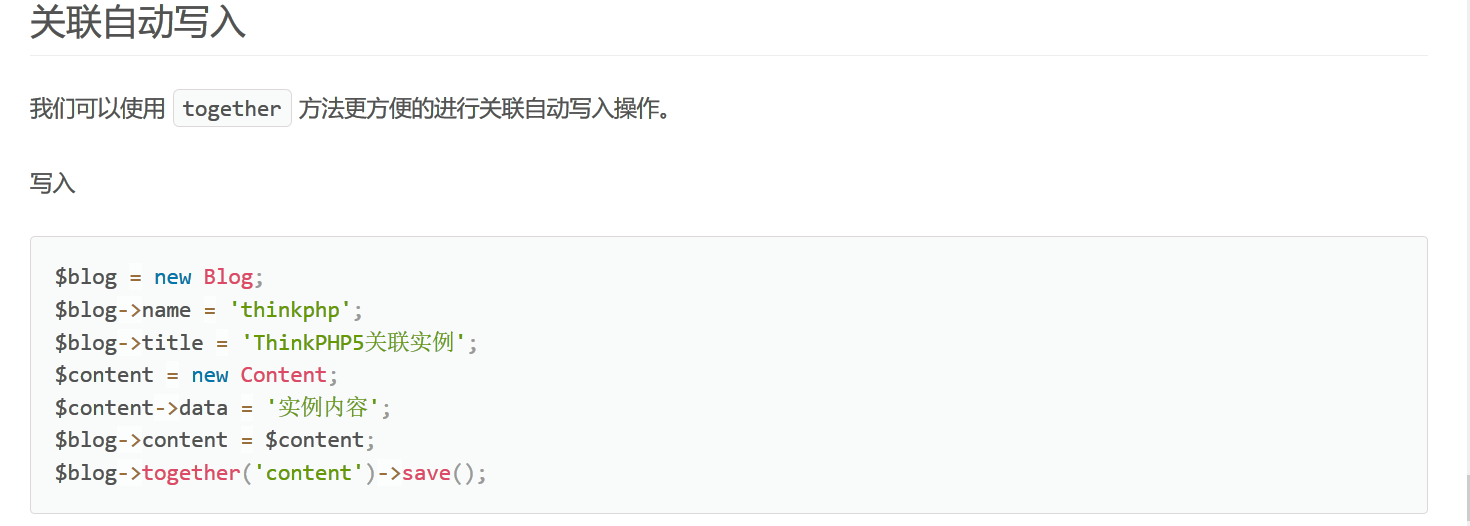 关联自动写入
我们可以使用 together 方法更方便的进行关联自动写入操作。
写入
$blog = new Blog;
$blog->name = 'thinkphp';
$blog->title = 'ThinkPHP5关联实例';
$content = new Content;
$content->data = '实例内容';
$blog->content = $content;
$blog->together('content')->save();